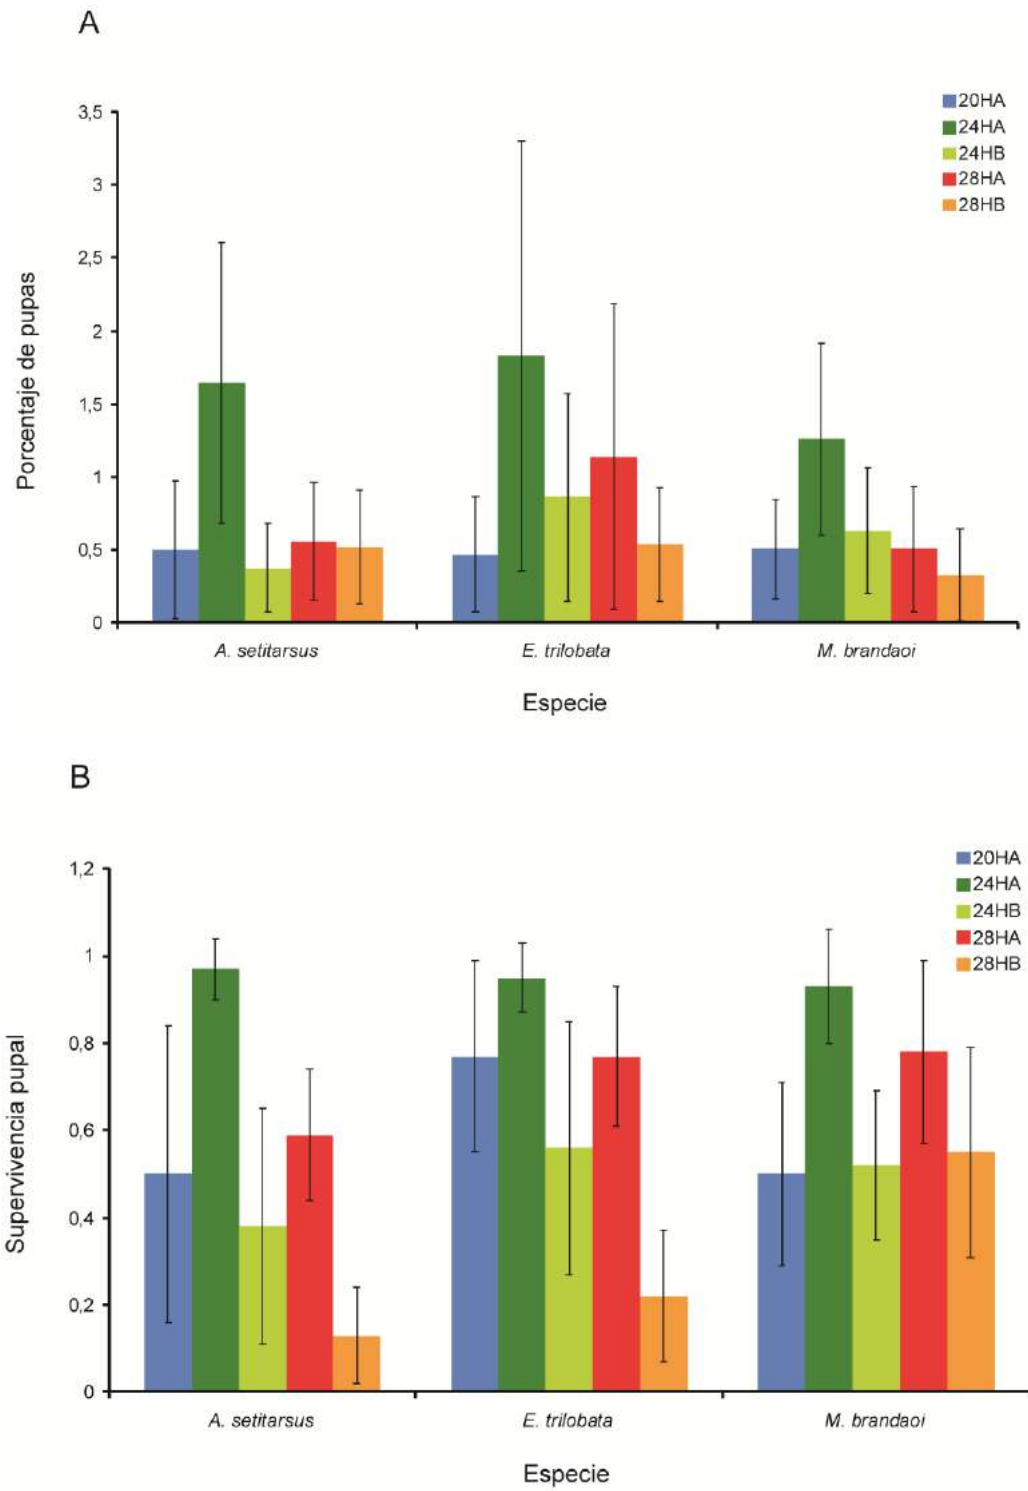 A
20HA
24HA
24HB
28HA
28HB
3,5
3
2,5
2
1,5
1
0,5
0
Porcentaje de pupas
A. setitarsus
E. trilobata
M. brandaoi
Especie
B
20HA
24HA
24HB
28HA
28HB
1,2
1
0,8
0,6
0,4
0,2
0
Supervivencia pupal
A. setitarsus
E. trilobata
M. brandaoi
Especie